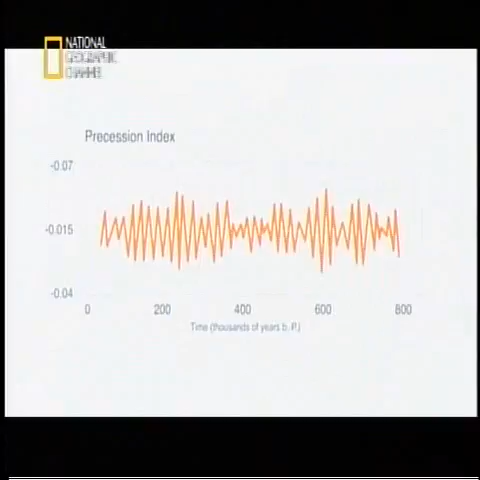 NATIONAL
GEOGRAPHIC
CHANNEL
Precession Index
-0.07
-0.015
-0.04
0 200 400 600 800
Time (thousands of years b. P.)